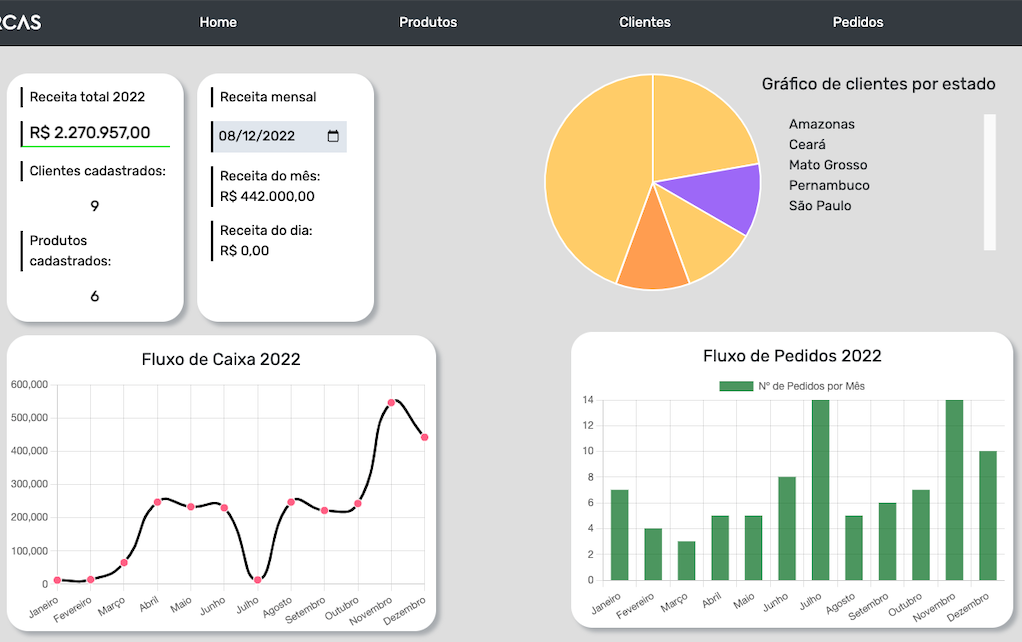 RCAS
Home
Produtos
Clientes
Pedidos
Receita total 2022
R$ 2.270.957,00
Clientes cadastrados:
9
Produtos
cadastrados:
6
Receita mensal
08/12/2022
Receita do mês:
R$ 442.000,00
Receita do dia:
R$ 0,00
Gráfico de clientes por estado
Amazonas
Ceará
Mato Grosso
Pernambuco
São Paulo
Fluxo de Caixa 2022
600,000
500,000
400,000
300,000
200,000
100,000
0
Janeiro
Fevereiro
Março
Abril
Maio
Junho
Julho
Agosto
Setembro
Outubro
Novembro
Dezembro
Fluxo de Pedidos 2022
Nº de Pedidos por Mês
14
12
10
8
6
4
2
0
Janeiro
Fevereiro
Março
Abril
Maio
Junho
Julho
Agosto
Setembro
Outubro
Novembro
Dezembro